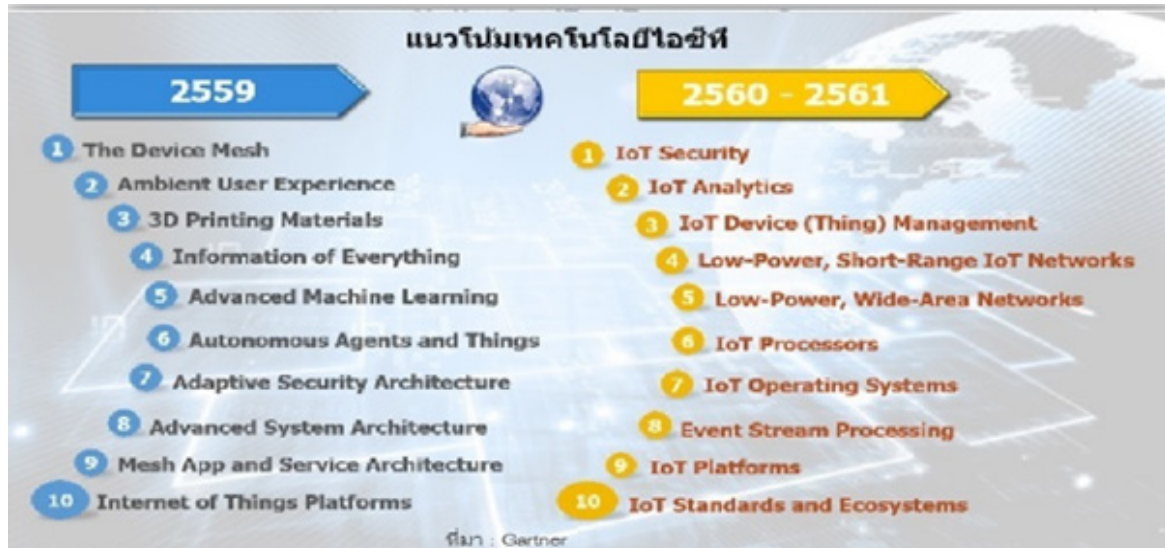 แนวโน้มเทคโนโลยีไอซีที
2559
1 The Device Mesh
2 Ambient User Experience
3 3D Printing Materials
4 Information of Everything
5 Advanced Machine Learning
6 Autonomous Agents and Things
7 Adaptive Security Architecture
8 Advanced System Architecture
9 Mesh App and Service Architecture
10 Internet of Things Platforms
2560 - 2561
1 IoT Security
2 IoT Analytics
3 IoT Device (Thing) Management
4 Low-Power, Short-Range IoT Networks
5 Low-Power, Wide-Area Networks
6 IoT Processors
7 IoT Operating Systems
8 Event Stream Processing
9 IoT Platforms
10 IoT Standards and Ecosystems
ที่มา : Gartner